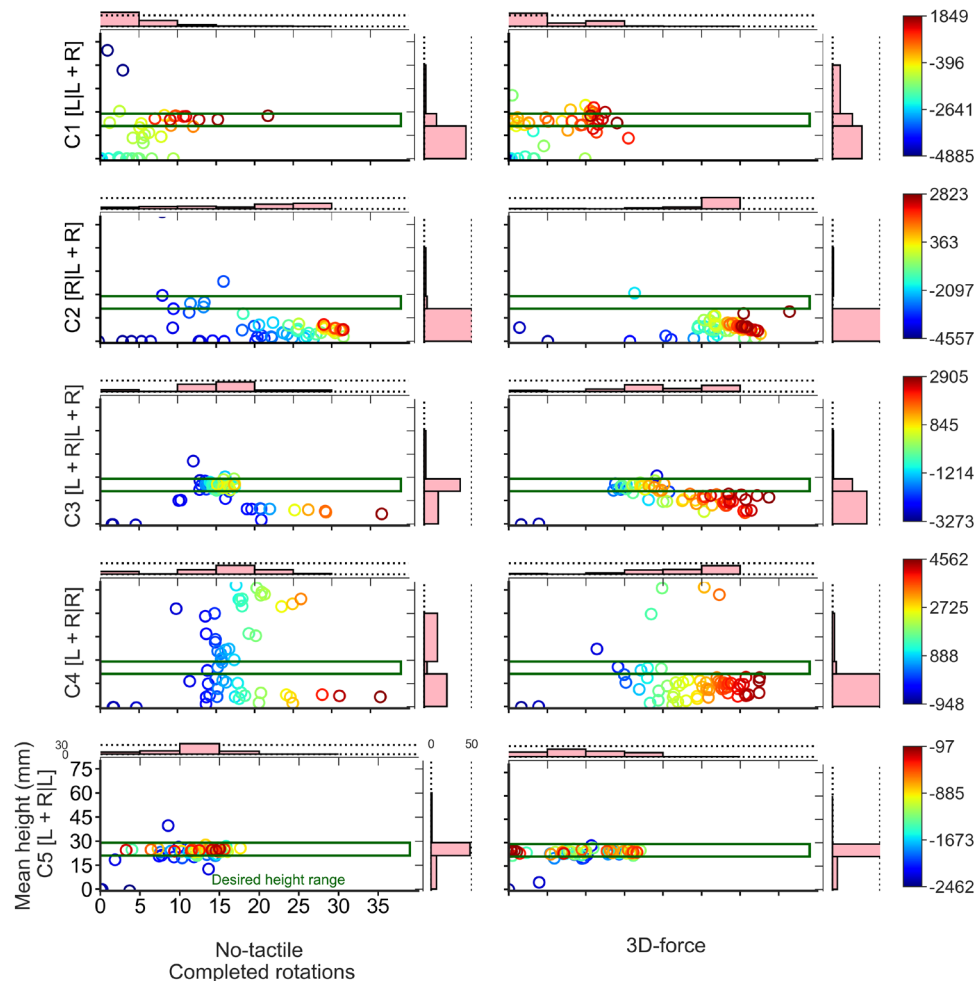 C1 [L|L + R]
1849
-396
-2641
-4885
C2 [R|L + R]
2823
363
-2097
-4557
C3 [L + R|L + R]
2905
845
-1214
-3273
C4 [L + R|R]
4562
2725
888
-948
Mean height (mm)
C5 [L + R|L]
30
0
0 50
75
60
45
30
15
0
Desired height range
0 5 10 15 20 25 30 35
-97
-885
-1673
-2462
No-tactile
Completed rotations
3D-force